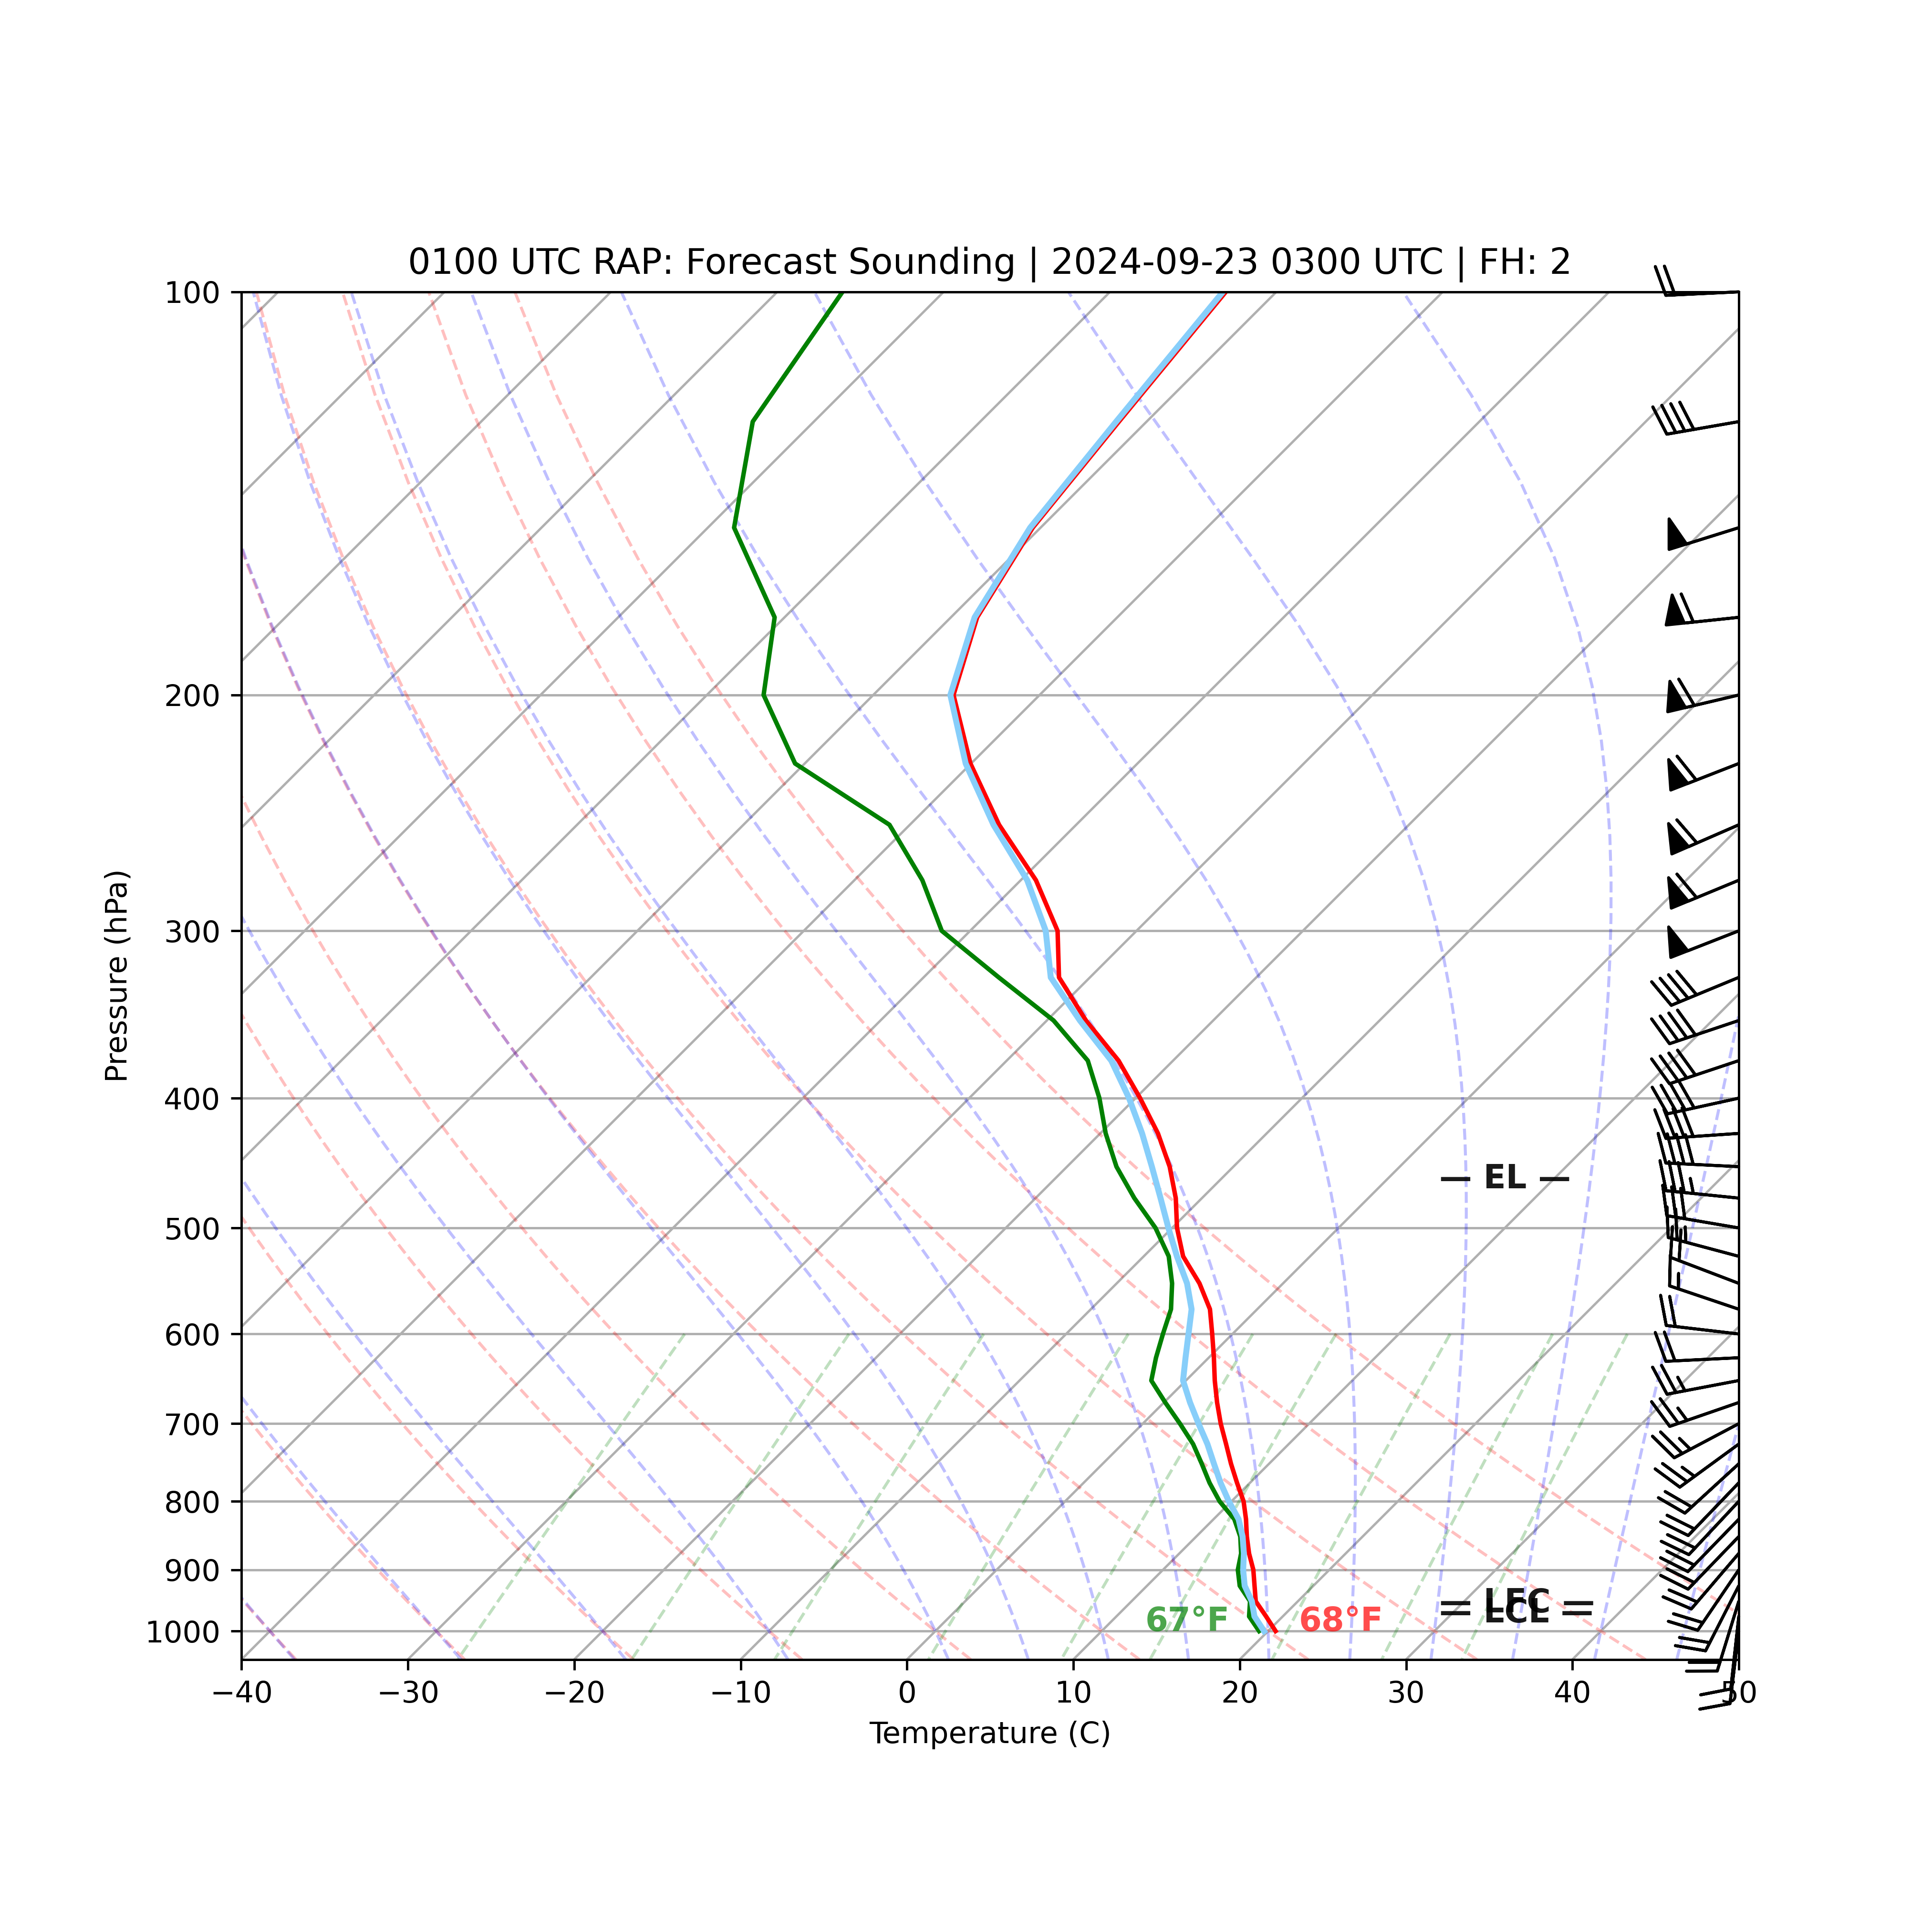 0100 UTC RAP: Forecast Sounding | 2024-09-23 0300 UTC | FH: 2
100
200
300
400
500
600
700
800
900
1000
Pressure (hPa)
— EL —
— LFC —
— LCL —
67°F
68°F
−40 −30 −20 −10 0 10 20 30 40 50
Temperature (C)